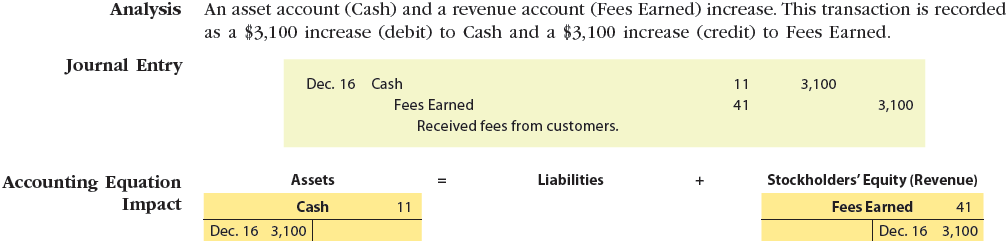 Analysis An asset account (Cash) and a revenue account (Fees Earned) increase. This transaction is recorded
as a $3,100 increase (debit) to Cash and a $3,100 increase (credit) to Fees Earned.
Journal Entry
Dec. 16 Cash 11 3,100
Fees Earned 41 3,100
Received fees from customers.
Accounting Equation Impact
Assets = Liabilities + Stockholders' Equity (Revenue)
Cash 11 Fees Earned 41
Dec. 16 3,100 Dec. 16 3,100